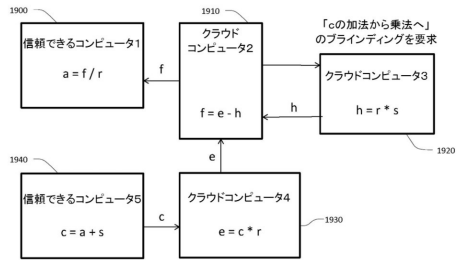 1900
信頼できるコンピュータ1
a = f / r
1910
クラウド
コンピュータ2
f = e - h
f
「cの加法から乗法へ」
のブラインディングを要求
クラウドコンピュータ3
h = r * s
h
1920
e
1940
信頼できるコンピュータ5
c = a + s
c
クラウドコンピュータ4
e = c * r
1930